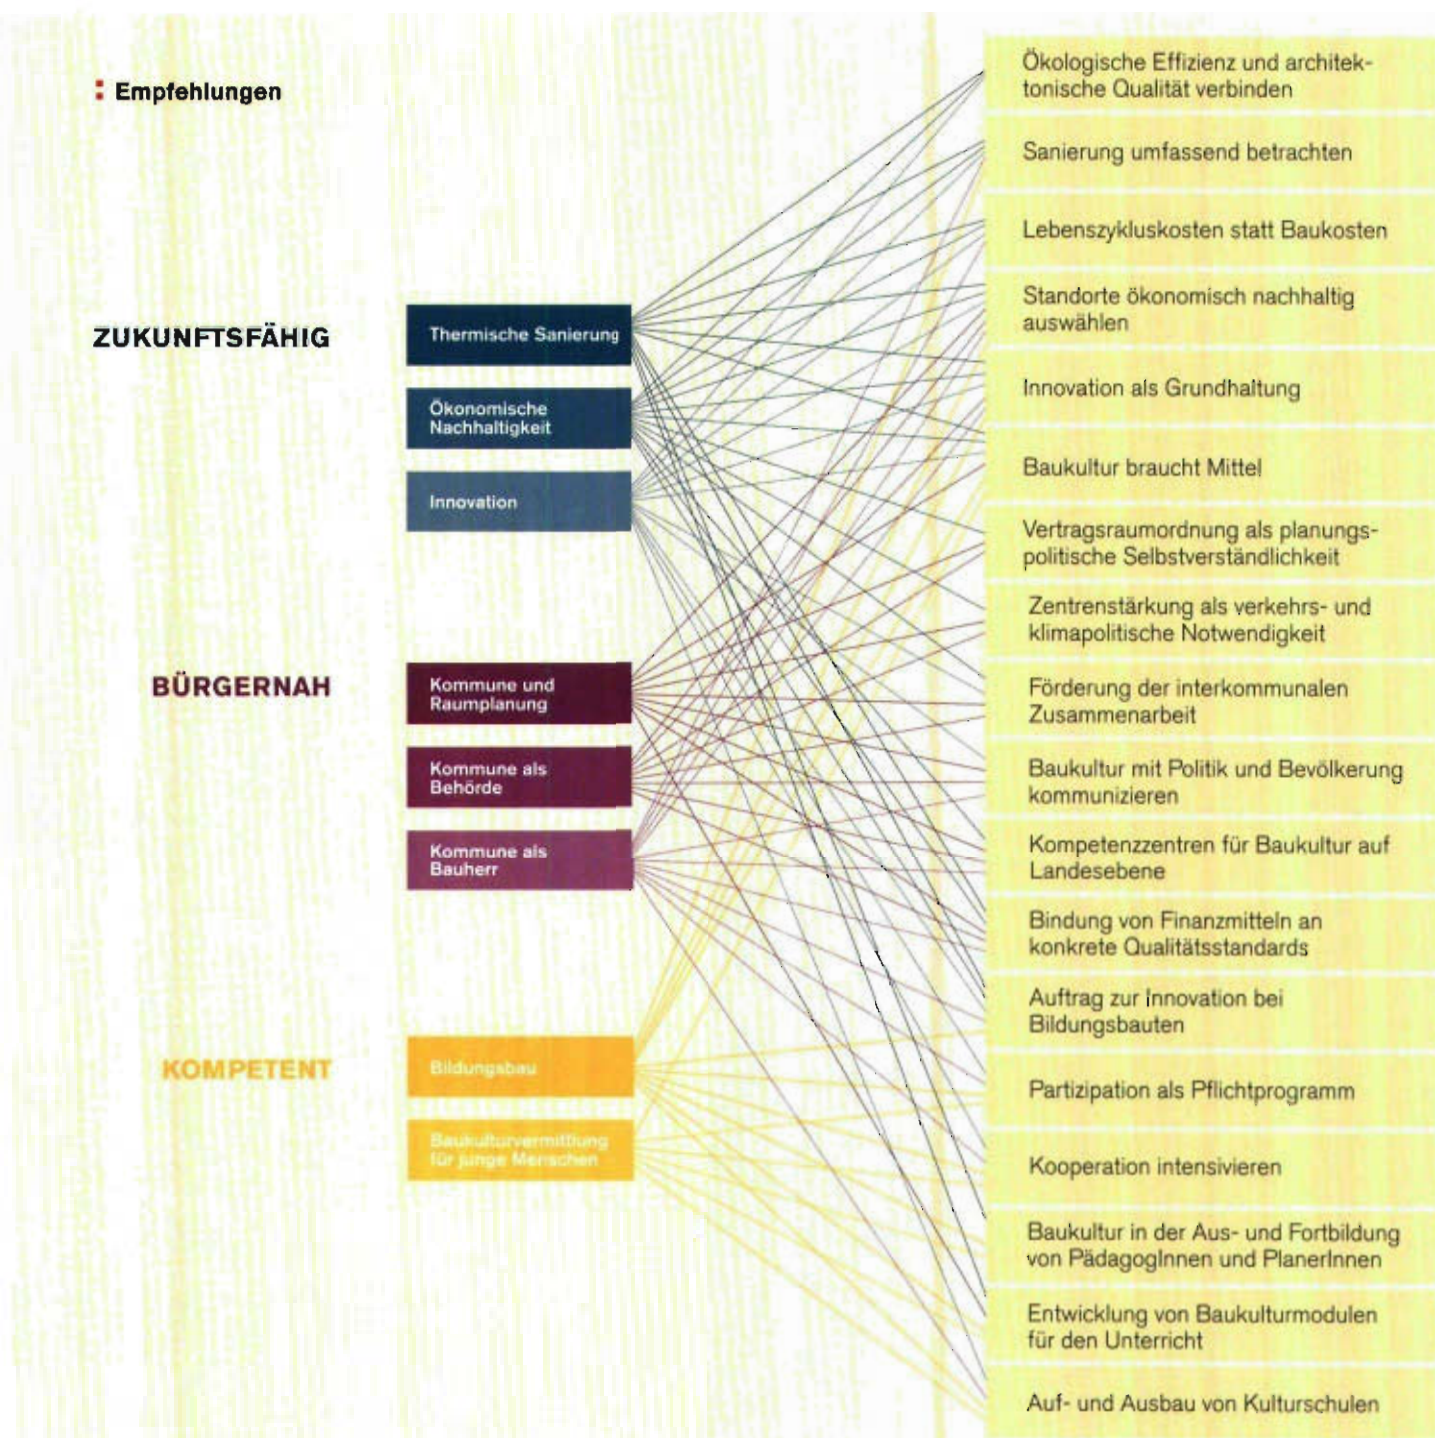 : Empfehlungen
ZUKUNFTSFÄHIG
Thermische Sanierung
Ökonomische
Nachhaltigkeit
Innovation
BÜRGERNAH
Kommune und
Raumplanung
Kommune als
Behörde
Kommune als
Bauherr
KOMPETENT
Bildungsbau
Baukulturvermittlung
für junge Menschen
Ökologische Effizienz und architek-
tonische Qualität verbinden
Sanierung umfassend betrachten
Lebenszykluskosten statt Baukosten
Standorte ökonomisch nachhaltig
auswählen
Innovation als Grundhaltung
Baukultur braucht Mittel
Vertragsraumordnung als planungs-
politische Selbstverständlichkeit
Zentrenstärkung als verkehrs- und
klimapolitische Notwendigkeit
Förderung der interkommunalen
Zusammenarbeit
Baukultur mit Politik und Bevölkerung
kommunizieren
Kompetenzzentren für Baukultur auf
Landesebene
Bindung von Finanzmitteln an
konkrete Qualitätsstandards
Auftrag zur Innovation bei
Bildungsbauten
Partizipation als Pflichtprogramm
Kooperation intensivieren
Baukultur in der Aus- und Fortbildung
von PädagogInnen und PlanerInnen
Entwicklung von Baukulturmodulen
für den Unterricht
Auf- und Ausbau von Kulturschulen